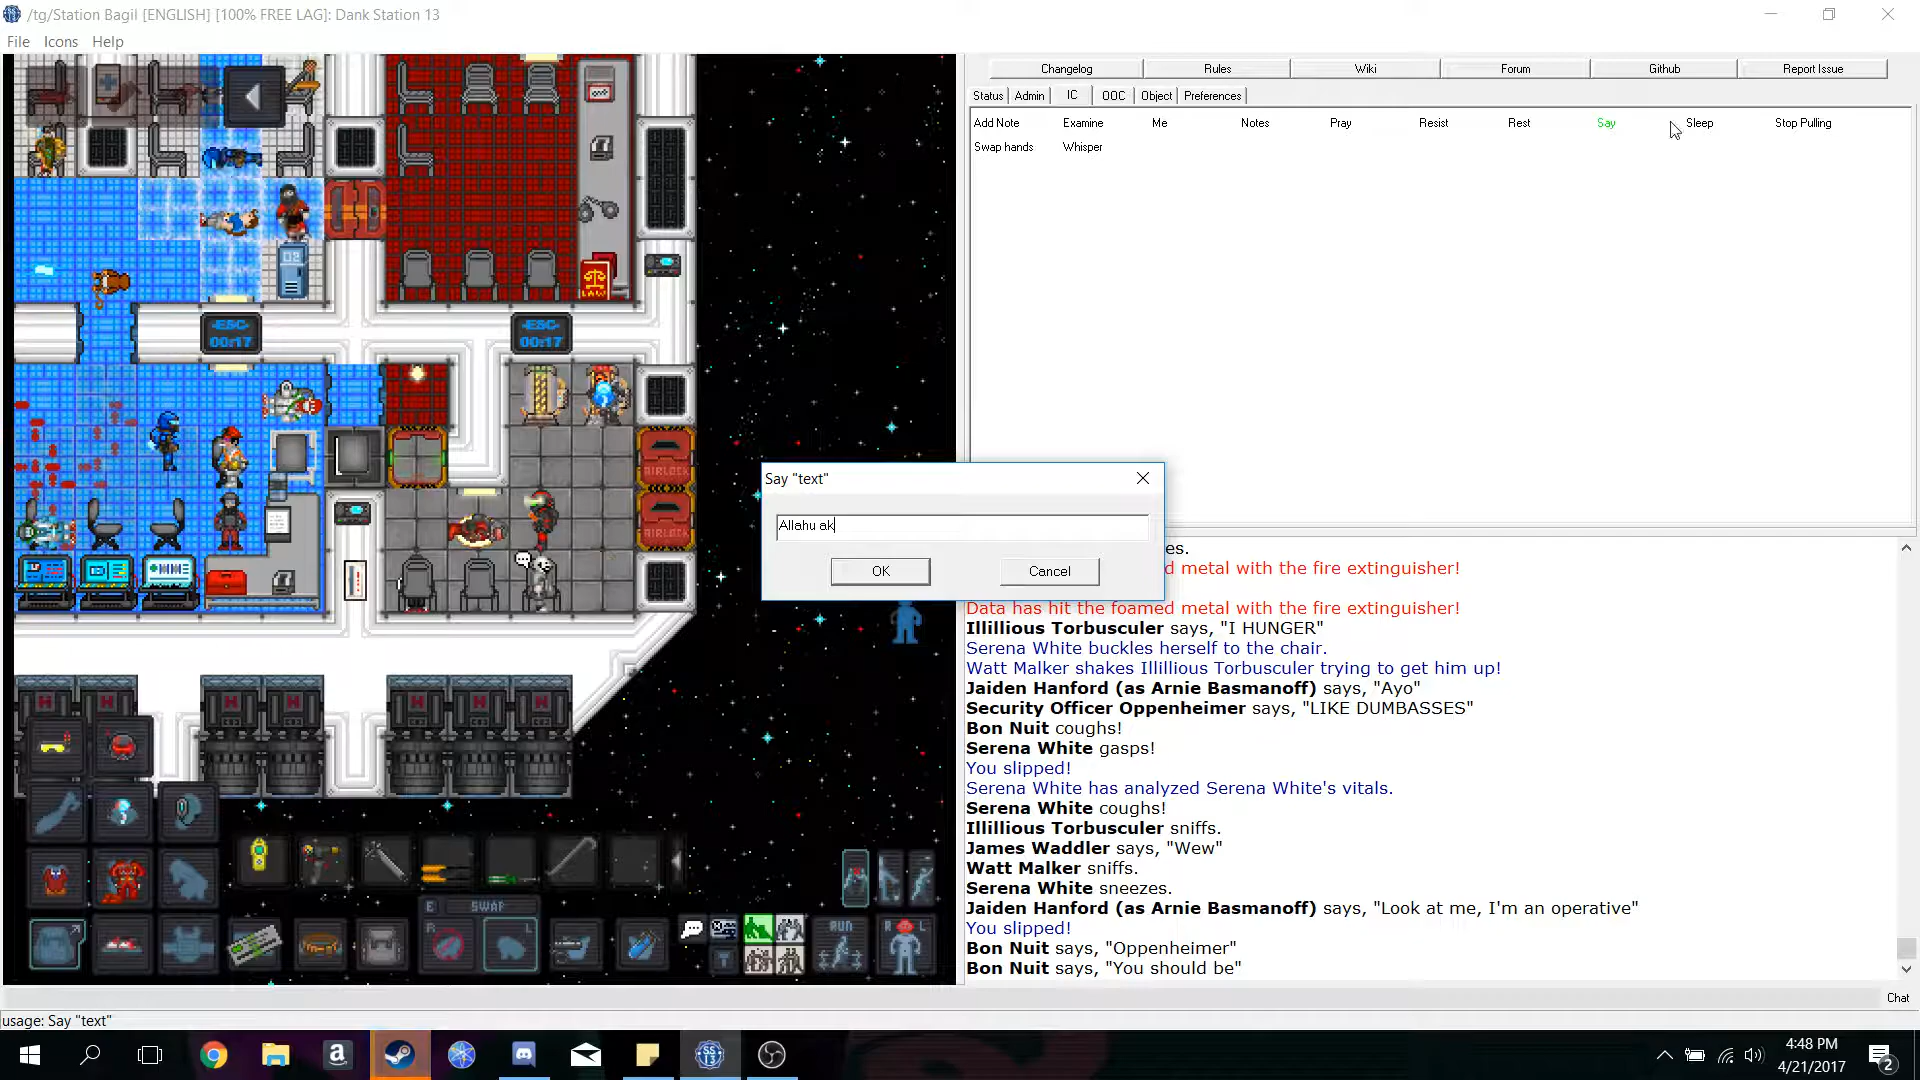 /tg/Station Bagil [ENGLISH] [100% FREE LAG]: Dank Station 13
File Icons Help
Changelog Rules Wiki Forum Github Report Issue
Status Admin IC OOC Object Preferences
Add Note Examine Me Notes Pray Resist Rest Say Sleep Stop Pulling
Swap hands Whisper
LAW
-ESC- -ESC-
00:17 00:17
AIRLOCK
AIRLOCK
Say "text"
Allahu ak
OK Cancel
es.
d metal with the fire extinguisher!
Data has hit the foamed metal with the fire extinguisher!
Illillious Torbusculer says, "I HUNGER"
Serena White buckles herself to the chair.
Watt Malker shakes Illillious Torbusculer trying to get him up!
Jaiden Hanford (as Arnie Basmanoff) says, "Ayo"
Security Officer Oppenheimer says, "LIKE DUMBASSES"
Bon Nuit coughs!
Serena White gasps!
You slipped!
Serena White has analyzed Serena White's vitals.
Serena White coughs!
Illillious Torbusculer sniffs.
James Waddler says, "Wew"
Watt Malker sniffs.
Serena White sneezes.
Jaiden Hanford (as Arnie Basmanoff) says, "Look at me, I'm an operative"
You slipped!
Bon Nuit says, "Oppenheimer"
Bon Nuit says, "You should be"
H H H H H H H
E SWAP
R L RUN R L
Chat
usage: Say "text"
SS
13
4:48 PM
4/21/2017
2